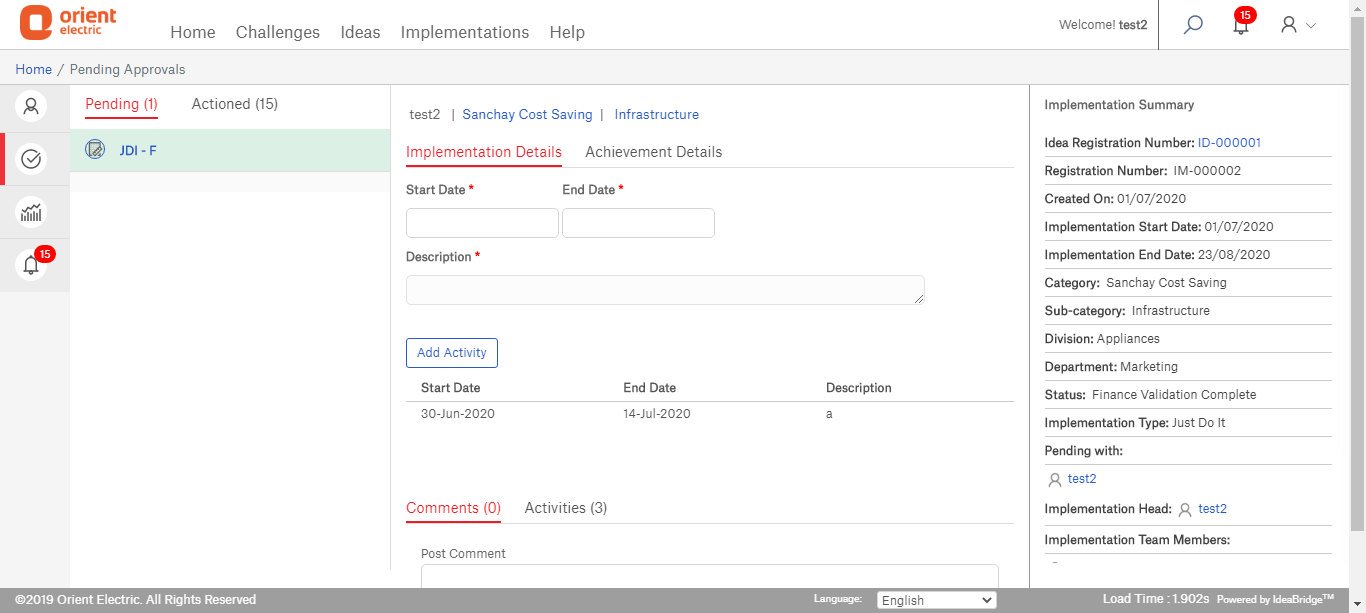 orient
electric
Home Challenges Ideas Implementations Help
Welcome! test2
15
Home / Pending Approvals
Pending (1) Actioned (15)
JDI - F
15
test2 | Sanchay Cost Saving | Infrastructure
Implementation Details Achievement Details
Start Date * End Date *
Description *
Add Activity
Start Date End Date Description
30-Jun-2020 14-Jul-2020 a
Comments (0) Activities (3)
Post Comment
Implementation Summary
Idea Registration Number: ID-000001
Registration Number: IM-000002
Created On: 01/07/2020
Implementation Start Date: 01/07/2020
Implementation End Date: 23/08/2020
Category: Sanchay Cost Saving
Sub-category: Infrastructure
Division: Appliances
Department: Marketing
Status: Finance Validation Complete
Implementation Type: Just Do It
Pending with:
test2
Implementation Head: test2
Implementation Team Members:
©2019 Orient Electric. All Rights Reserved
Language: English
Load Time : 1.902s Powered by IdeaBridge™